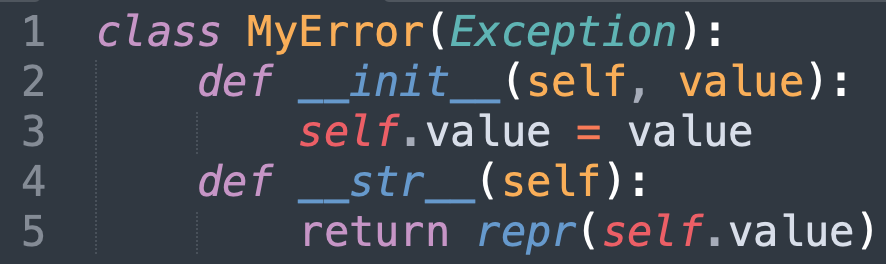 1 class MyError(Exception):
2     def __init__(self, value):
3         self.value = value
4     def __str__(self):
5         return repr(self.value)